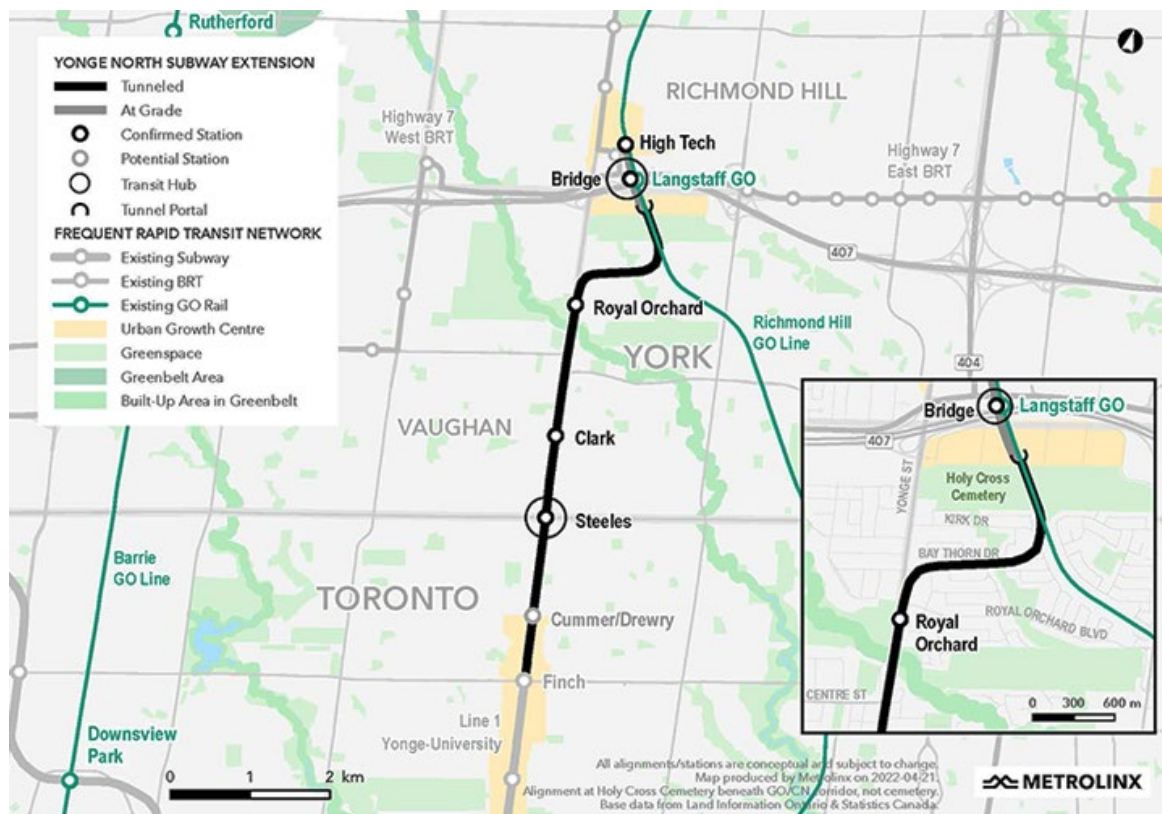 Rutherford
YONGE NORTH SUBWAY EXTENSION
Tunneled
At Grade
Confirmed Station
Potential Station
Transit Hub
Tunnel Portal
FREQUENT RAPID TRANSIT NETWORK
Existing Subway
Existing BRT
Existing GO Rail
Urban Growth Centre
Greenspace
Greenbelt Area
Built-Up Area in Greenbelt
RICHMOND HILL
Highway 7
West BRT
High Tech
Highway 7
East BRT
Bridge
Langstaff GO
407
Royal Orchard
Richmond Hill
GO Line
YORK
404
VAUGHAN
Clark
Steeles
Barrie
GO Line
TORONTO
Cummer/Drewry
Finch
Line 1
Yonge-University
Downsview
Park
0 1 2 km
Bridge
Langstaff GO
407
YONGE ST
Holy Cross
Cemetery
KIRK DR
BAY THORN DR
ROYAL ORCHARD BLVD
Royal
Orchard
CENTRE ST
0 300 600 m
All alignments/stations are conceptual and subject to change.
Map produced by Metrolinx on 2022-04-21.
Alignment at Holy Cross Cemetery beneath GO/CN corridor, not cemetery.
Base data from Land Information Ontario & Statistics Canada.
METROLINX